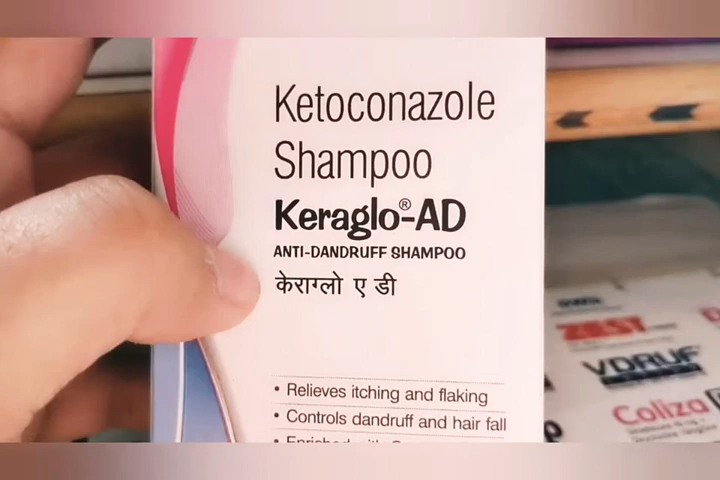 Ketoconazole
Shampoo
Keraglo®-AD
ANTI-DANDRUFF SHAMPOO
केराग्लो ए डी
• Relieves itching and flaking
• Controls dandruff and hair fall
ZEST
VDRUF
Coliza